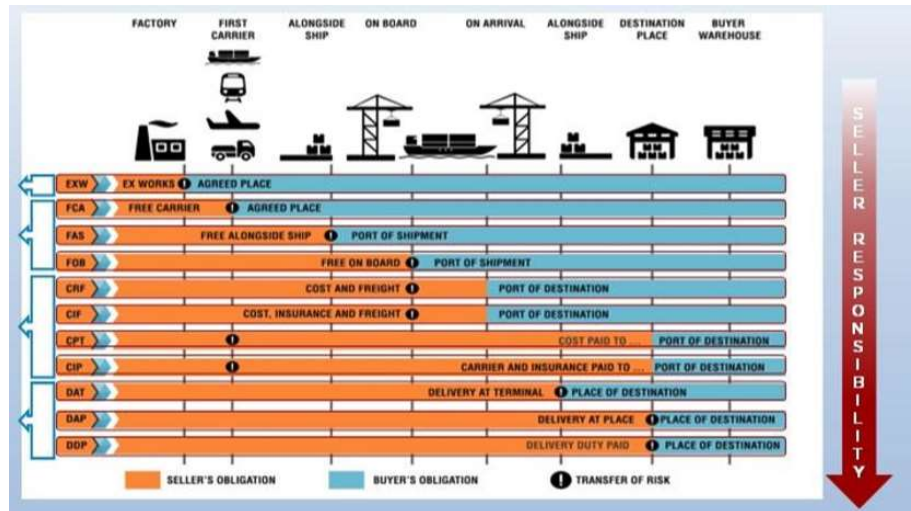 FACTORY
FIRST CARRIER
ALONGSIDE SHIP
ON BOARD
ON ARRIVAL
ALONGSIDE SHIP
DESTINATION PLACE
BUYER WAREHOUSE
EXW EX WORKS ! AGREED PLACE
FCA FREE CARRIER ! AGREED PLACE
FAS FREE ALONGSIDE SHIP ! PORT OF SHIPMENT
FOB FREE ON BOARD ! PORT OF SHIPMENT
CRF COST AND FREIGHT ! PORT OF DESTINATION
CIF COST, INSURANCE AND FREIGHT ! PORT OF DESTINATION
CPT ! COST PAID TO ... PORT OF DESTINATION
CIP ! CARRIER AND INSURANCE PAID TO ... PORT OF DESTINATION
DAT DELIVERY AT TERMINAL ! PLACE OF DESTINATION
DAP DELIVERY AT PLACE ! PLACE OF DESTINATION
DDP DELIVERY DUTY PAID ! PLACE OF DESTINATION
SELLER'S OBLIGATION
BUYER'S OBLIGATION
! TRANSFER OF RISK
SELLER RESPONSIBILITY